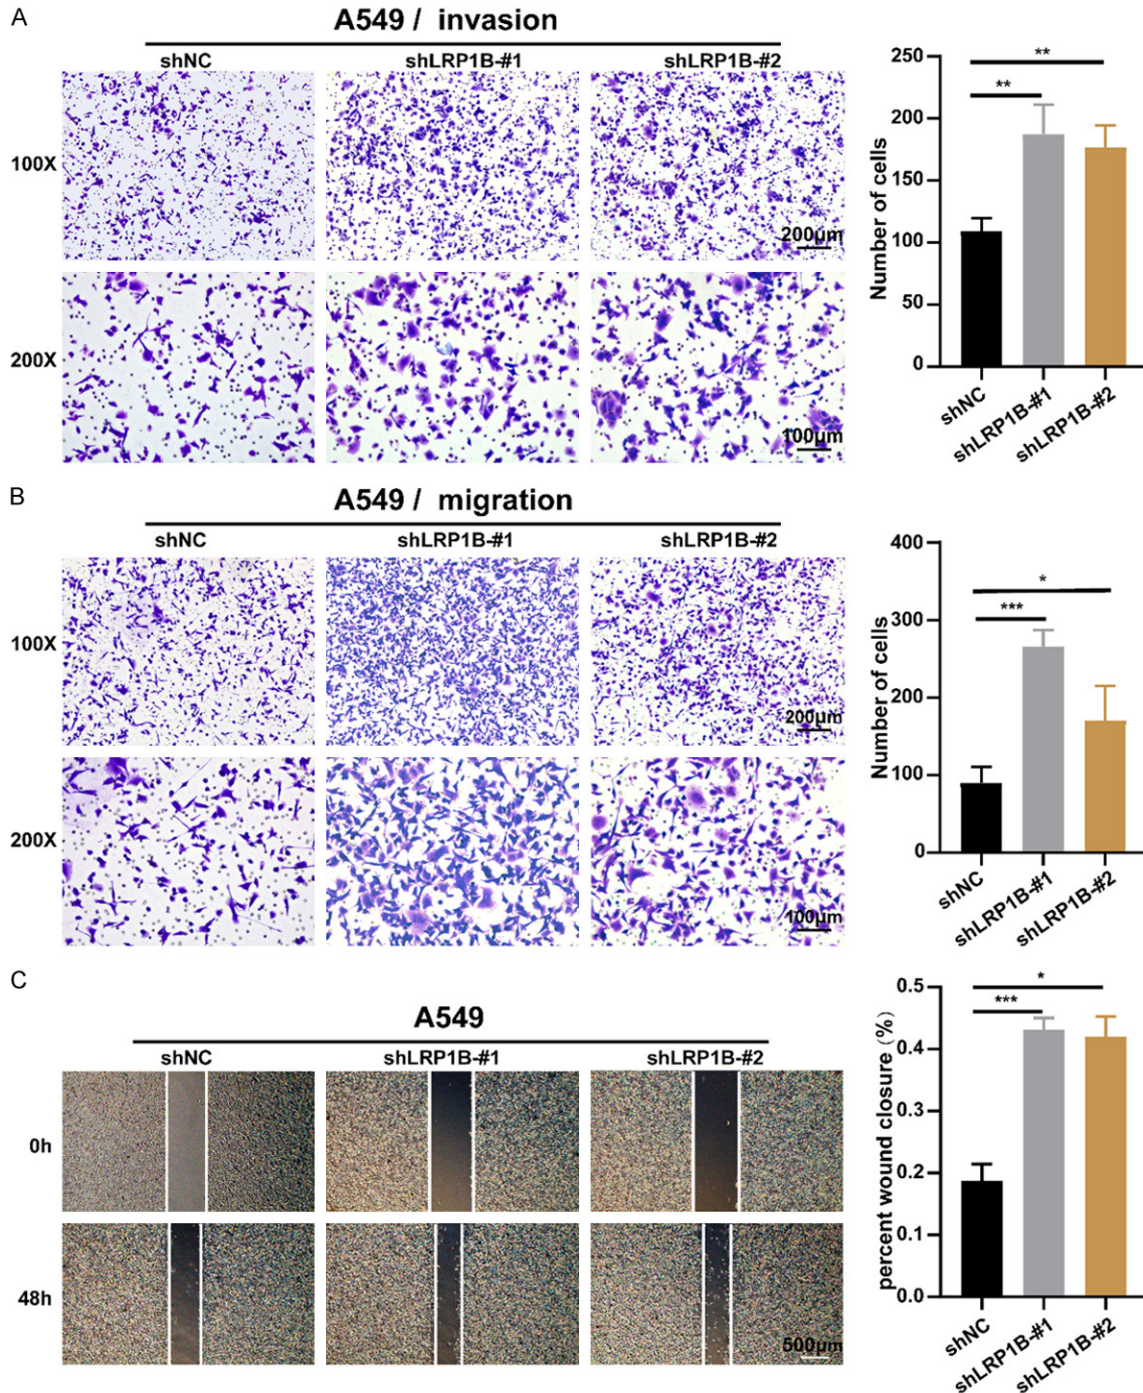 A
A549 / invasion
shNC shLRP1B-#1 shLRP1B-#2
100X
200μm
200X
100μm
250
200
150
100
50
0
Number of cells
**
**
shNC
shLRP1B-#1
shLRP1B-#2
B
A549 / migration
shNC shLRP1B-#1 shLRP1B-#2
100X
200μm
200X
100μm
400
300
200
100
0
Number of cells
*
***
shNC
shLRP1B-#1
shLRP1B-#2
C
A549
shNC shLRP1B-#1 shLRP1B-#2
0h
48h
500μm
0.5
0.4
0.3
0.2
0.1
0.0
percent wound closure (%)
*
***
shNC
shLRP1B-#1
shLRP1B-#2